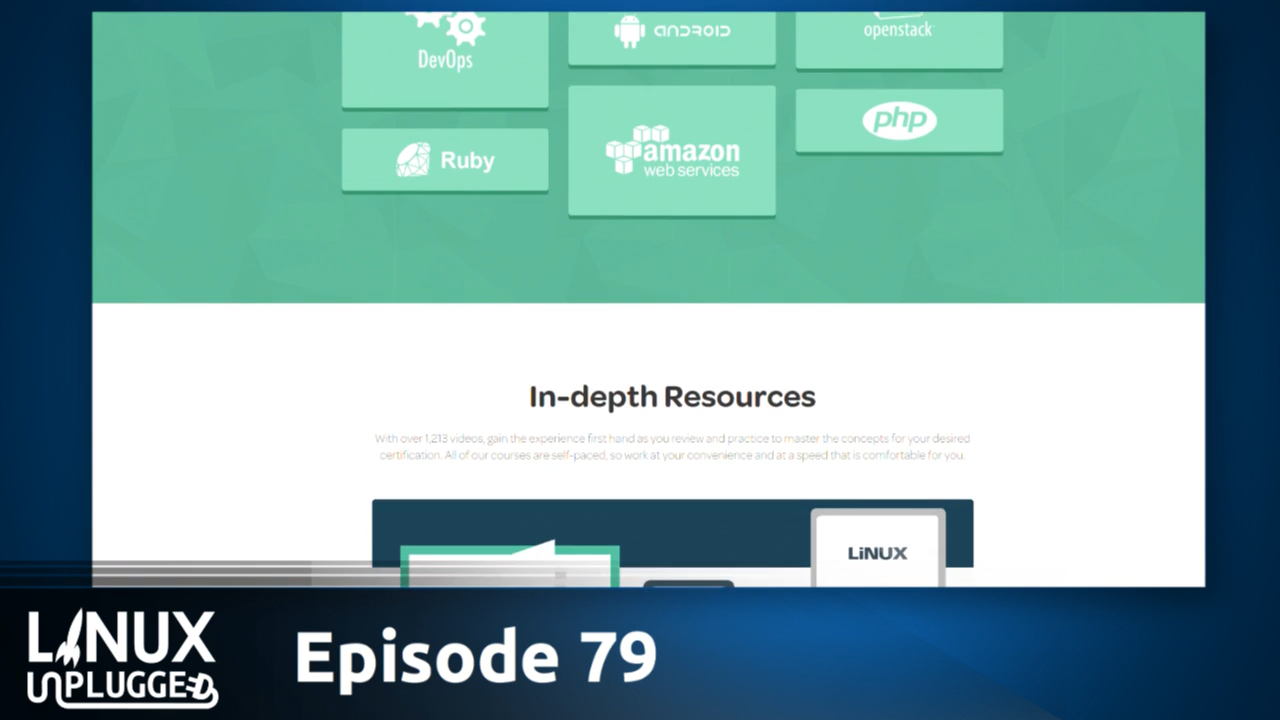 DevOps
ANDROID
openstack
Ruby
amazon
web services
php
In-depth Resources
With over 1,213 videos, gain the experience first hand as you review and practice to master the concepts for your desired
certification. All of our courses are self-paced, so work at your convenience and at a speed that is comfortable for you.
LiNUX
LINUX
UNPLUGGED
Episode 79